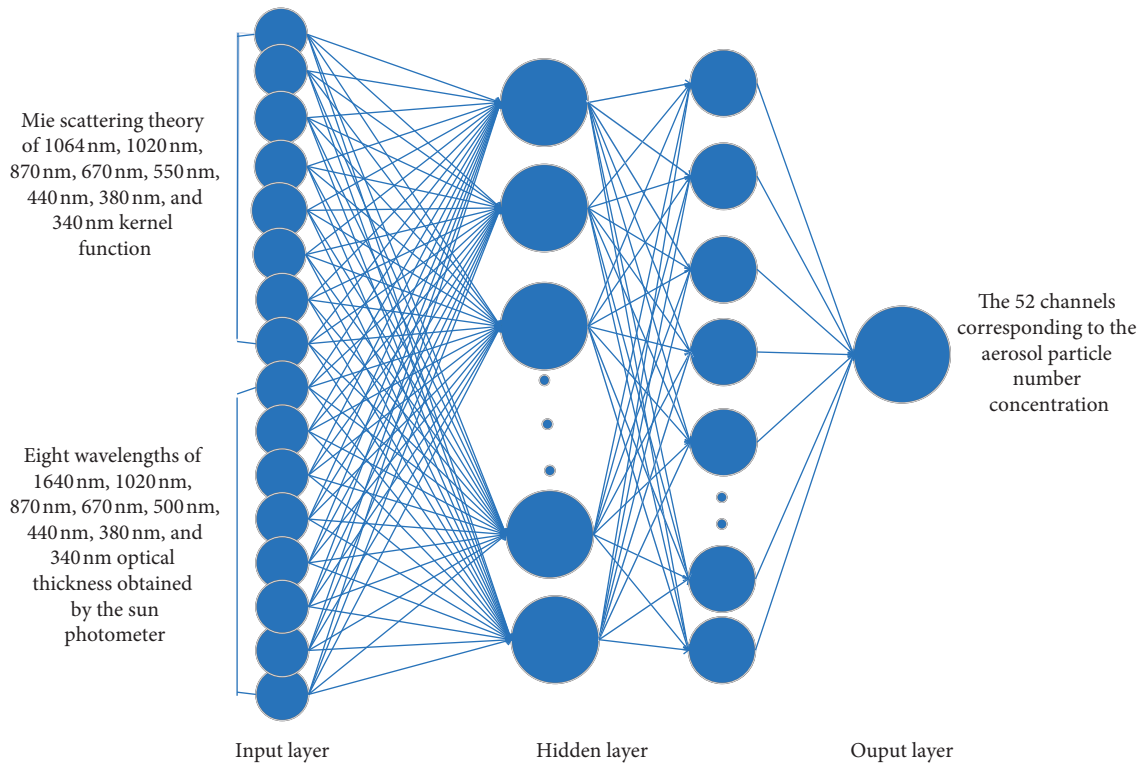 Mie scattering theory
of 1064 nm, 1020 nm,
870 nm, 670 nm, 550 nm,
440 nm, 380 nm, and
340 nm kernel
function
Eight wavelengths of
1640 nm, 1020 nm,
870 nm, 670 nm, 500 nm,
440 nm, 380 nm, and
340 nm optical
thickness obtained
by the sun
photometer
The 52 channels
corresponding to the
aerosol particle
number
concentration
Input layer
Hidden layer
Ouput layer